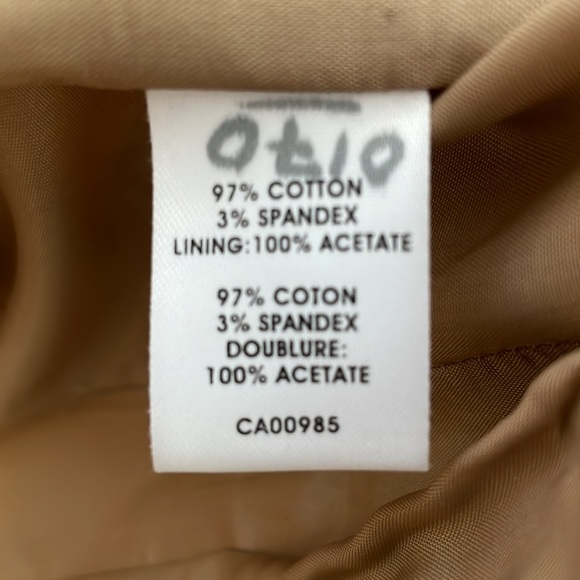 97% COTTON
3% SPANDEX
LINING:100% ACETATE
97% COTON
3% SPANDEX
DOUBLURE:
100% ACETATE
CA00985